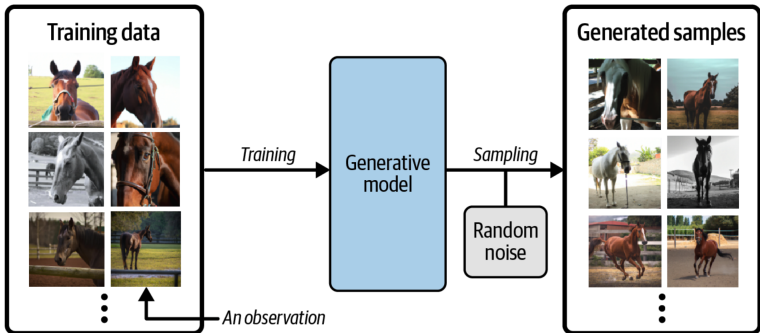 Training data
Generated samples
Training
Generative
model
Sampling
Random
noise
An observation